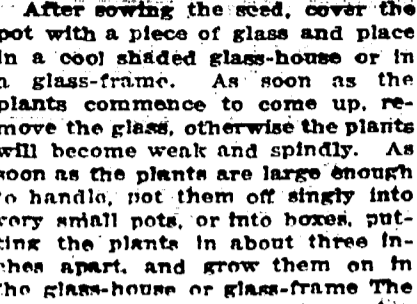 After sowing the seed, cover the
pot with a piece of glass and place
in a cool shaded glass-house or in
a glass-frame. As soon as the
plants commence to come up, re-
move the glass, otherwise the plants
will become weak and spindly. As
soon as the plants are large enough
to handle, pot them off singly into
very small pots, or into boxes, put-
ting the plants in about three in-
ches apart, and grow them on in
the glass-house or glass-frame The